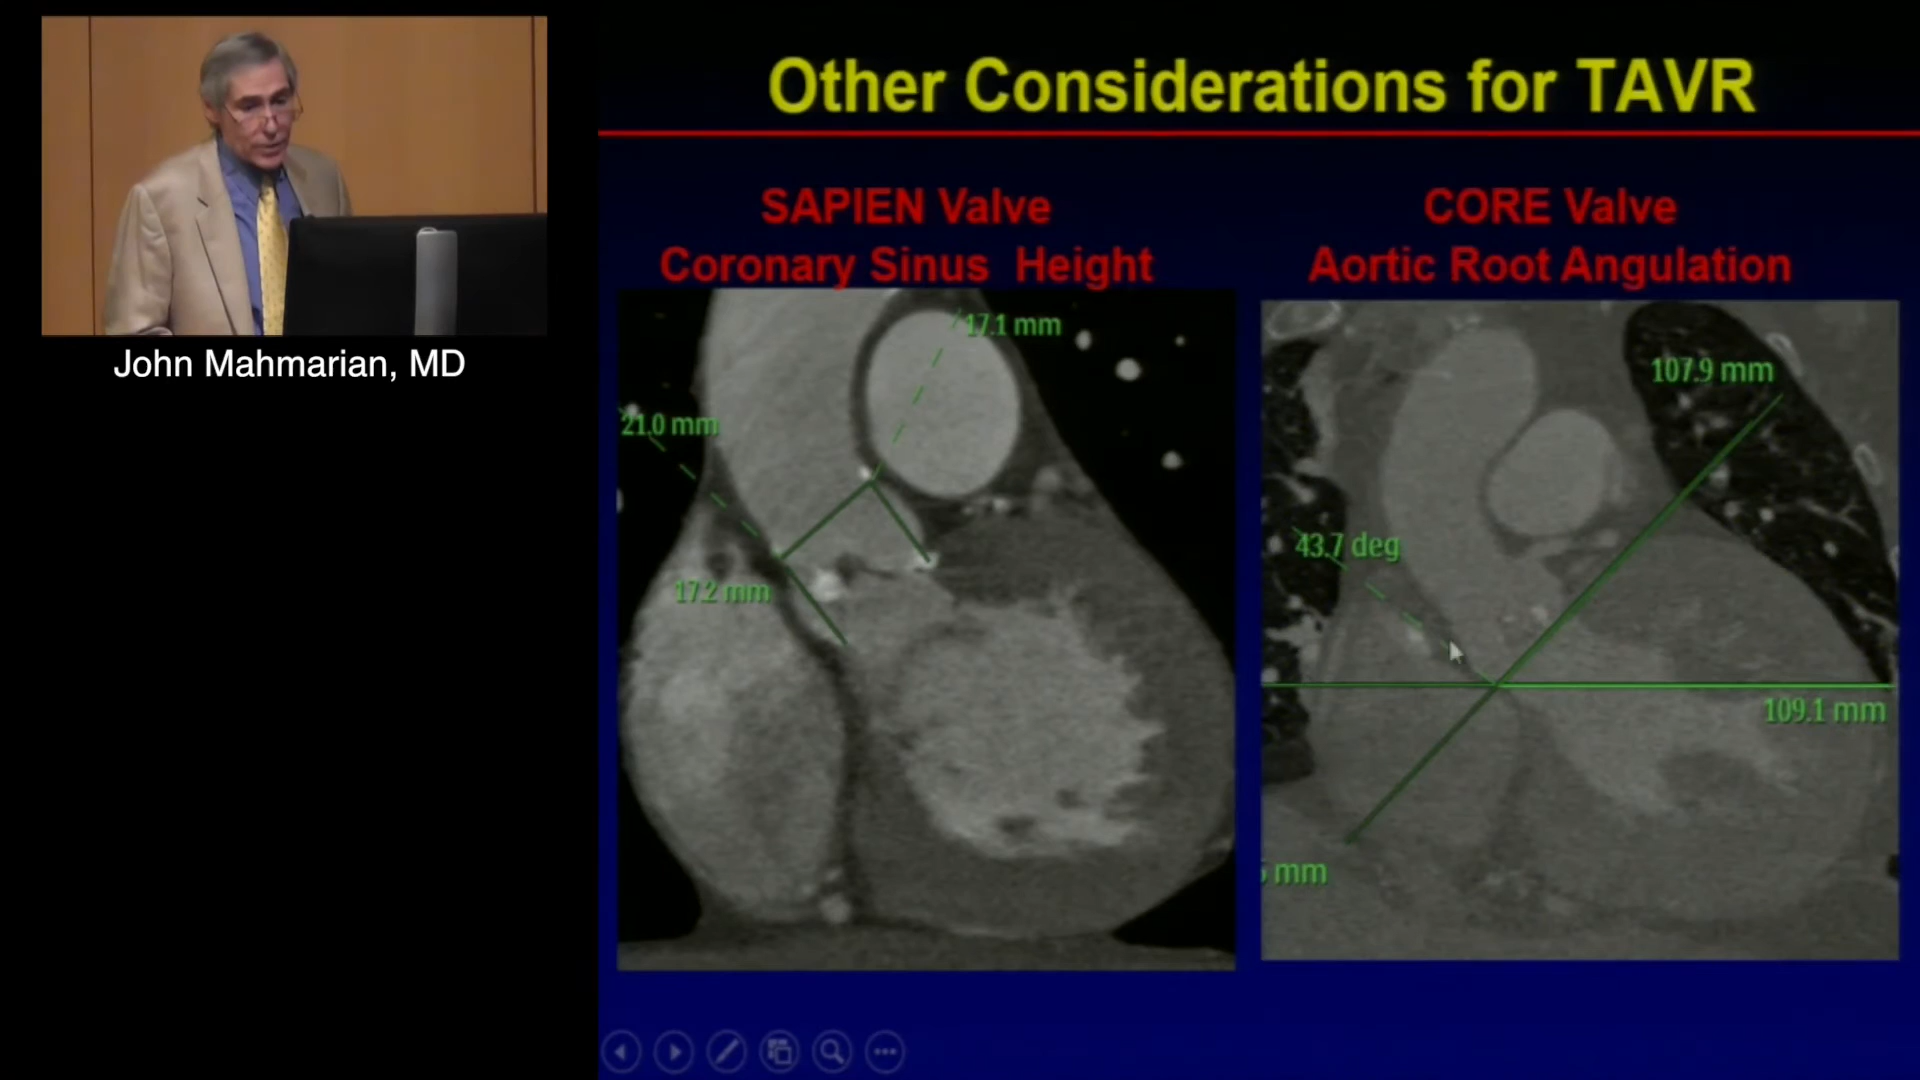 John Mahmarian, MD
Other Considerations for TAVR
SAPIEN Valve
Coronary Sinus Height
17.1 mm
21.0 mm
17.2 mm
CORE Valve
Aortic Root Angulation
107.9 mm
43.7 deg
109.1 mm
mm